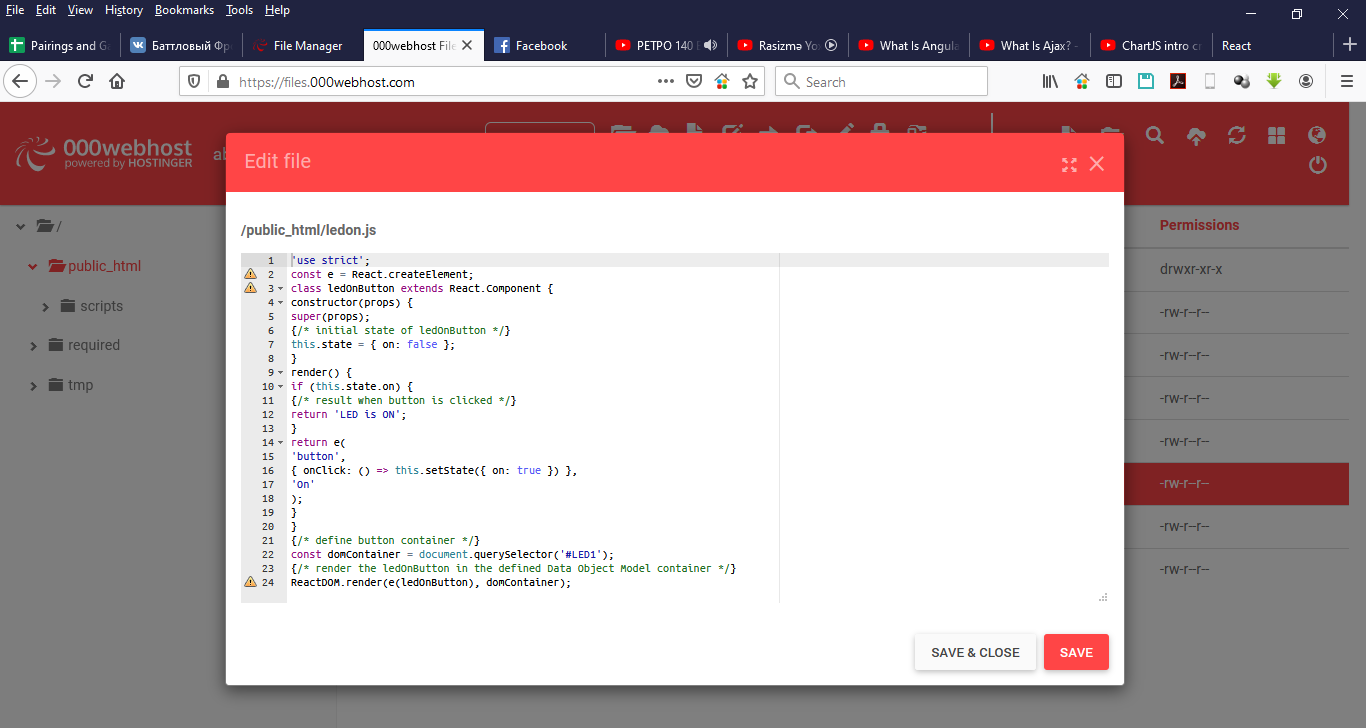 File Edit View History Bookmarks Tools Help
Pairings and Ga
Баттловый Фр
File Manager
000webhost File
Facebook
РЕТРО 140
Rasizmə Yo
What Is Angula
What Is Ajax? -
ChartJS intro cr
React
https://files.000webhost.com
Search
000webhost
powered by HOSTINGER
ab
Edit file
/
public_html
scripts
required
tmp
Permissions
drwxr-xr-x
-rw-r--r--
-rw-r--r--
-rw-r--r--
-rw-r--r--
-rw-r--r--
-rw-r--r--
-rw-r--r--
/public_html/ledon.js
1 'use strict';
2 const e = React.createElement;
3 class ledOnButton extends React.Component {
4 constructor(props) {
5 super(props);
6 {/* initial state of ledOnButton */}
7 this.state = { on: false };
8 }
9 render() {
10 if (this.state.on) {
11 {/* result when button is clicked */}
12 return 'LED is ON';
13 }
14 return e(
15 'button',
16 { onClick: () => this.setState({ on: true }) },
17 'On'
18 );
19 }
20 }
21 {/* define button container */}
22 const domContainer = document.querySelector('#LED1');
23 {/* render the ledOnButton in the defined Data Object Model container */}
24 ReactDOM.render(e(ledOnButton), domContainer);
SAVE & CLOSE
SAVE